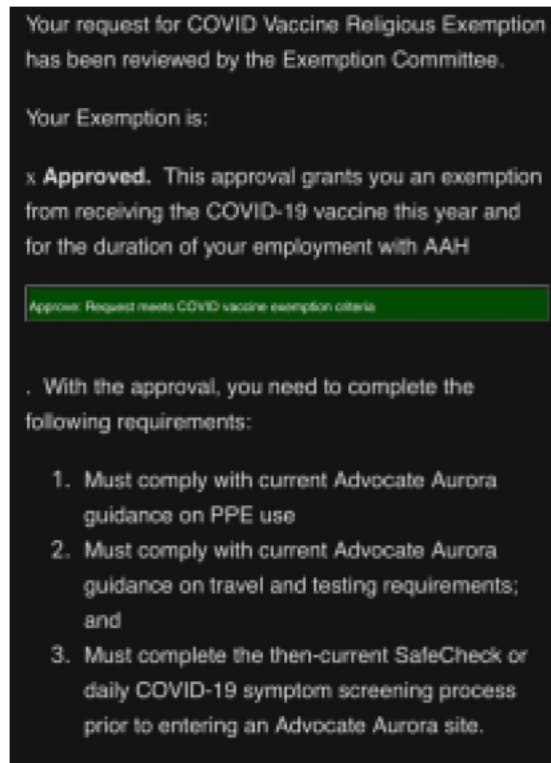 Your request for COVID Vaccine Religious Exemption
has been reviewed by the Exemption Committee.
Your Exemption is:
x Approved. This approval grants you an exemption
from receiving the COVID-19 vaccine this year and
for the duration of your employment with AAH
Approve: Request meets COVID vaccine exemption criteria
. With the approval, you need to complete the
following requirements:
1. Must comply with current Advocate Aurora
guidance on PPE use
2. Must comply with current Advocate Aurora
guidance on travel and testing requirements;
and
3. Must complete the then-current SafeCheck or
daily COVID-19 symptom screening process
prior to entering an Advocate Aurora site.